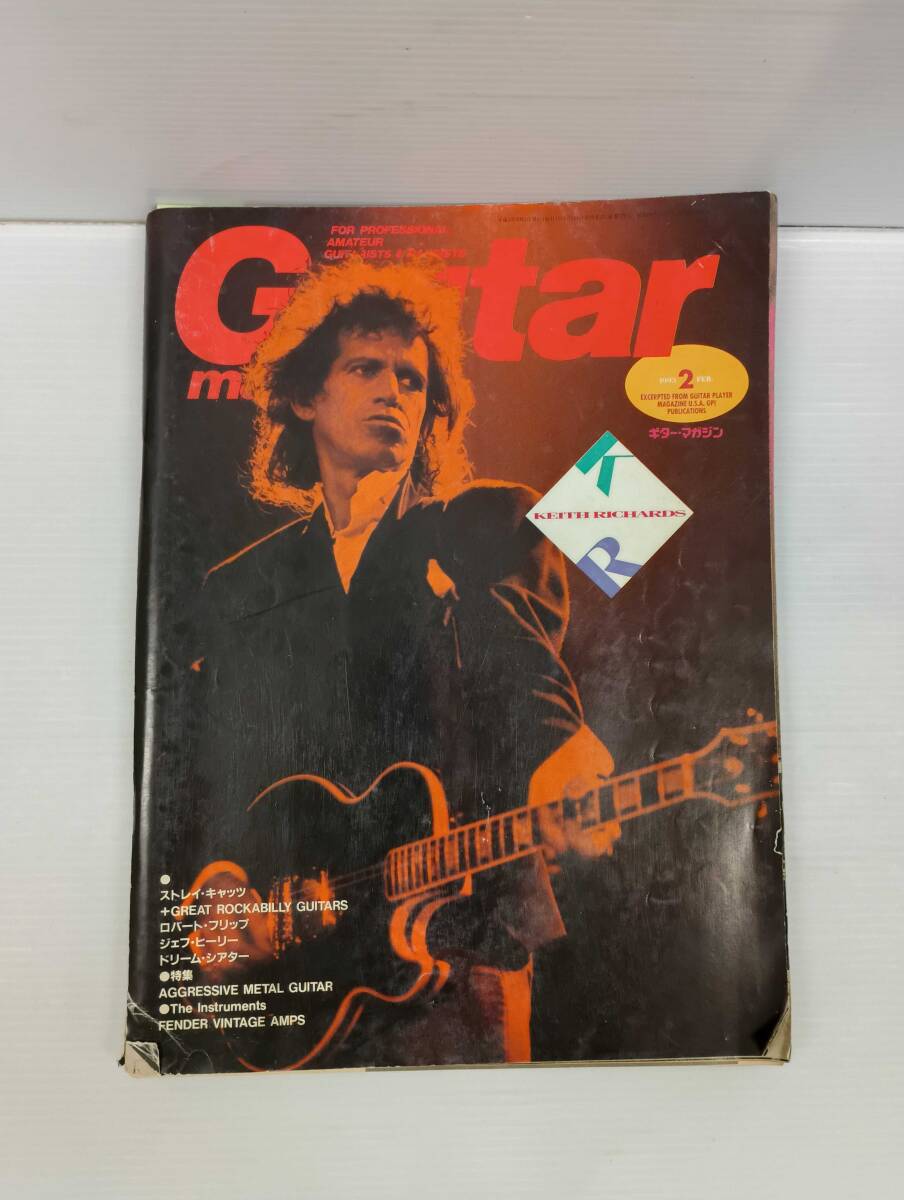 FOR PROFESSIONAL
AMATEUR
Guitar
1993 2 FEB.
EXCERPTED FROM GUITAR PLAYER
MAGAZINE U.S.A. GPI
PUBLICATIONS
ギター・マガジン
K
KEITH RICHARDS
R
●
ストレイ・キャッツ
+GREAT ROCKABILLY GUITARS
ロバート・フリップ
ジェフ・ヒーリー
ドリーム・シアター
●特集
AGGRESSIVE METAL GUITAR
●The Instruments
FENDER VINTAGE AMPS